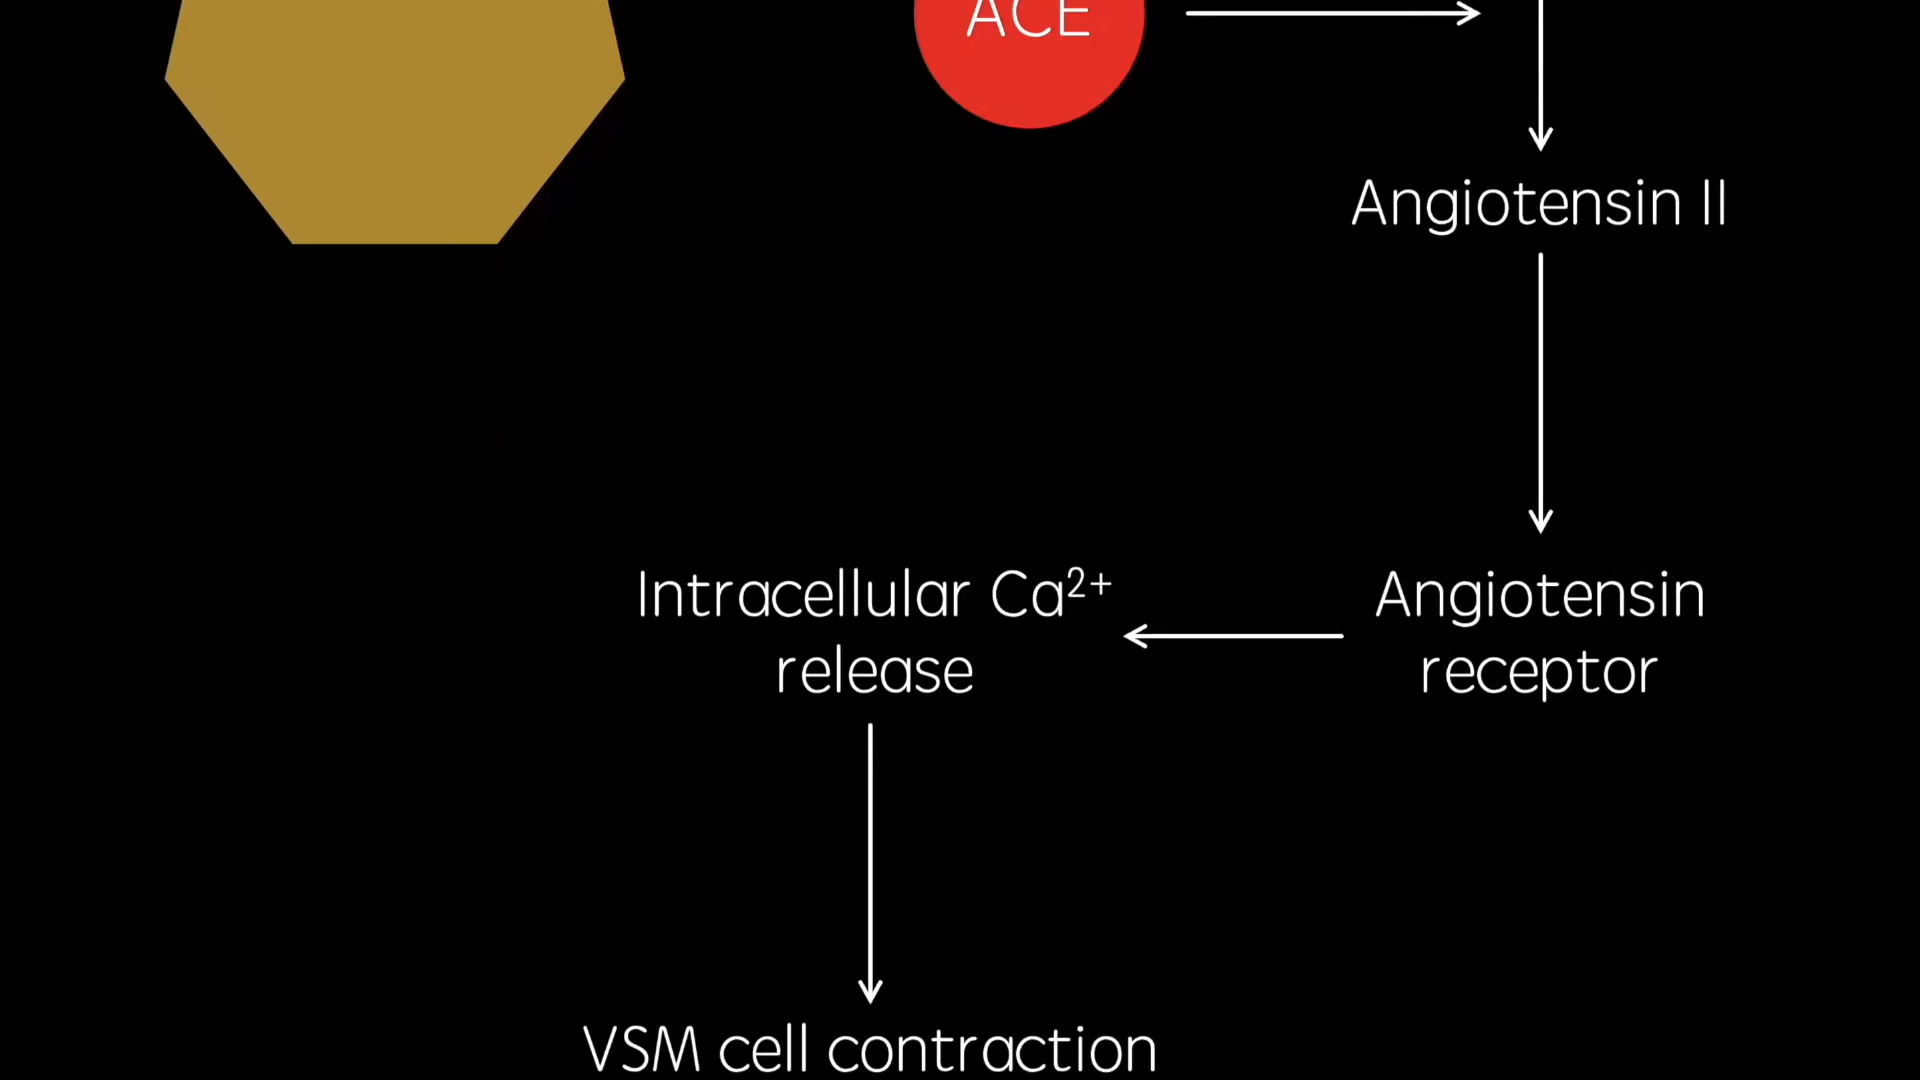 ACE
Angiotensin II
Intracellular Ca²⁺
release
Angiotensin
receptor
VSM cell contraction